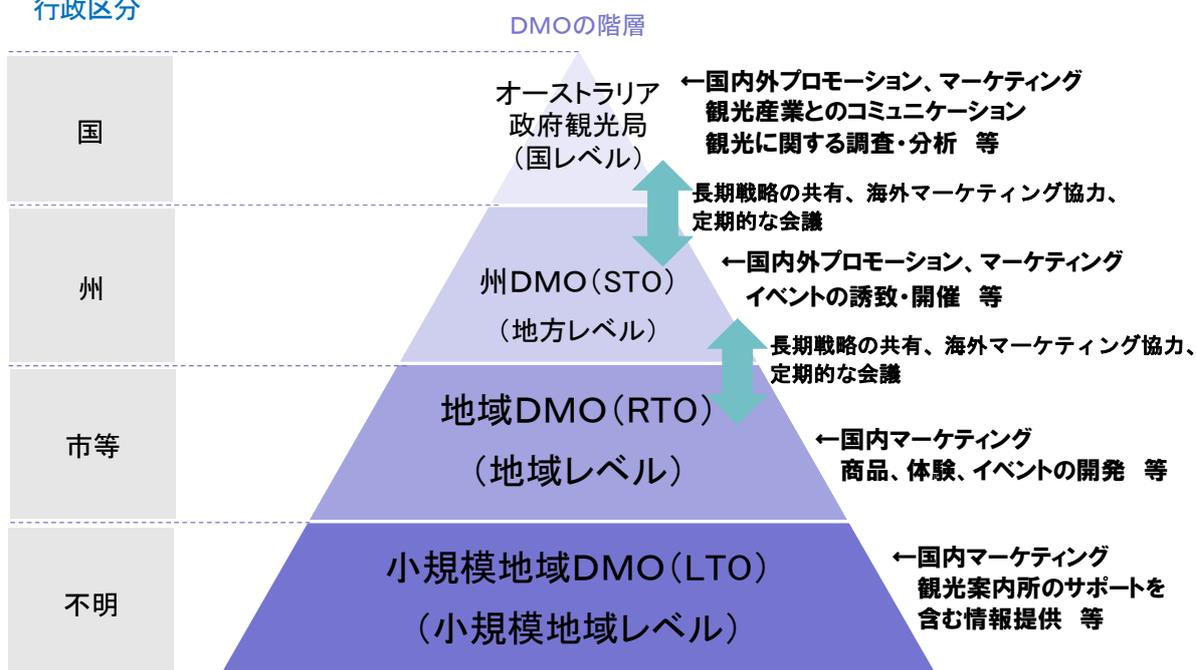 行政区分
DMOの階層
国
オーストラリア
政府観光局
（国レベル）
←国内外プロモーション、マーケティング
観光産業とのコミュニケーション
観光に関する調査・分析　等
長期戦略の共有、海外マーケティング協力、
定期的な会議
州
州DMO（STO）
（地方レベル）
←国内外プロモーション、マーケティング
イベントの誘致・開催　等
長期戦略の共有、海外マーケティング協力、
定期的な会議
市等
地域DMO（RTO）
（地域レベル）
←国内マーケティング
商品、体験、イベントの開発　等
不明
小規模地域DMO（LTO）
（小規模地域レベル）
←国内マーケティング
観光案内所のサポートを
含む情報提供　等